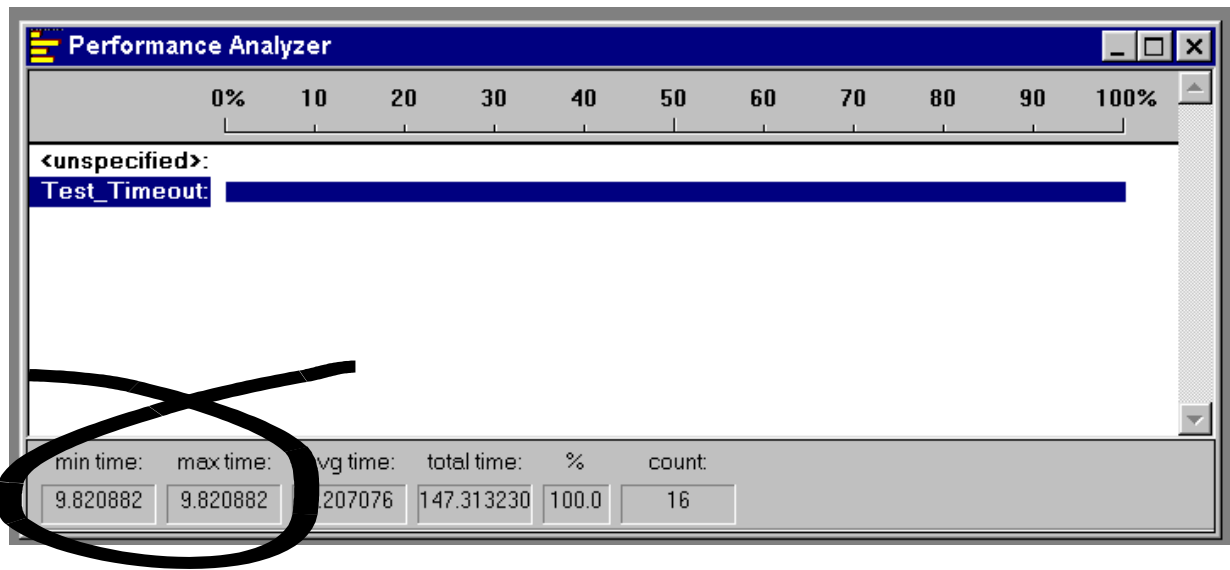 Performance Analyzer
0% 10 20 30 40 50 60 70 80 90 100%
<unspecified>:
Test_Timeout:
min time: max time: vg time: total time: % count:
9.820882 9.820882 .207076 147.313230 100.0 16